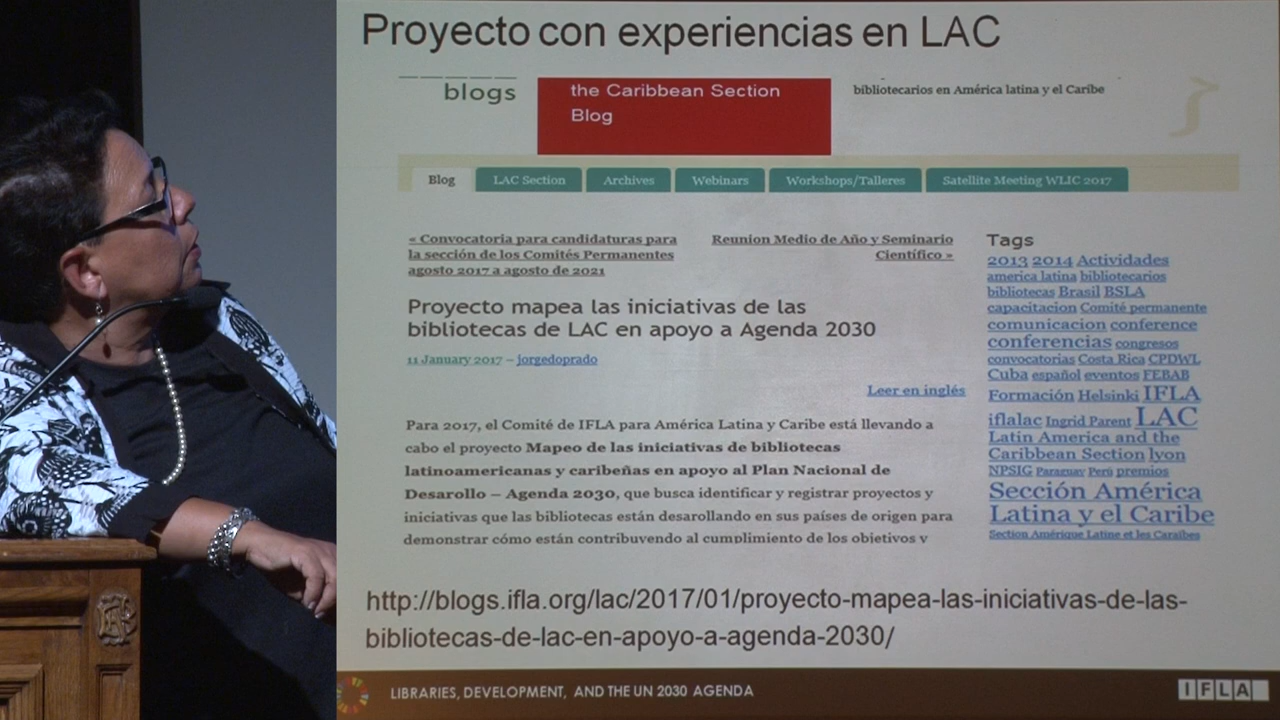 Proyecto con experiencias en LAC
blogs
the Caribbean Section
Blog
bibliotecarios en América latina y el Caribe
Blog
LAC Section
Archives
Webinars
Workshops/Talleres
Satellite Meeting WLIC 2017
« Convocatoria para candidaturas para
la sección de los Comités Permanentes
agosto 2017 a agosto de 2021
Reunion Medio de Año y Seminario
Científico »
Proyecto mapea las iniciativas de las
bibliotecas de LAC en apoyo a Agenda 2030
11 January 2017 – jorgedoprado
Leer en inglés
Para 2017, el Comité de IFLA para América Latina y Caribe está llevando a
cabo el proyecto Mapeo de las iniciativas de bibliotecas
latinoamericanas y caribeñas en apoyo al Plan Nacional de
Desarollo – Agenda 2030, que busca identificar y registrar proyectos y
iniciativas que las bibliotecas están desarollando en sus países de origen para
demonstrar cómo están contribuyendo al cumplimiento de los objetivos y
Tags
2013 2014 Actividades
america latina bibliotecarios
bibliotecas Brasil BSLA
capacitacion Comité permanente
comunicacion conference
conferencias congresos
convocatorias Costa Rica CPDWL
Cuba español eventos FEBAB
Formación Helsinki IFLA
iflalac Ingrid Parent LAC
Latin America and the
Caribbean Section lyon
NPSIG Paraguay Perú premios
Sección América
Latina y el Caribe
Section Amérique Latine et les Caraïbes
http://blogs.ifla.org/lac/2017/01/proyecto-mapea-las-iniciativas-de-las-
bibliotecas-de-lac-en-apoyo-a-agenda-2030/
LIBRARIES, DEVELOPMENT, AND THE UN 2030 AGENDA
IFLA